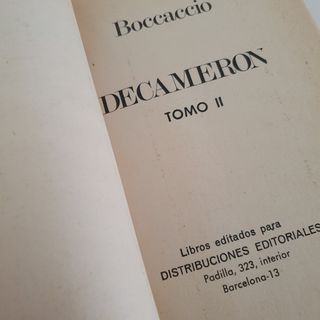 Boccaccio
DECAMERON
TOMO II
Libros editados para
DISTRIBUCIONES EDITORIALES
Padilla, 323, interior
Barcelona-13